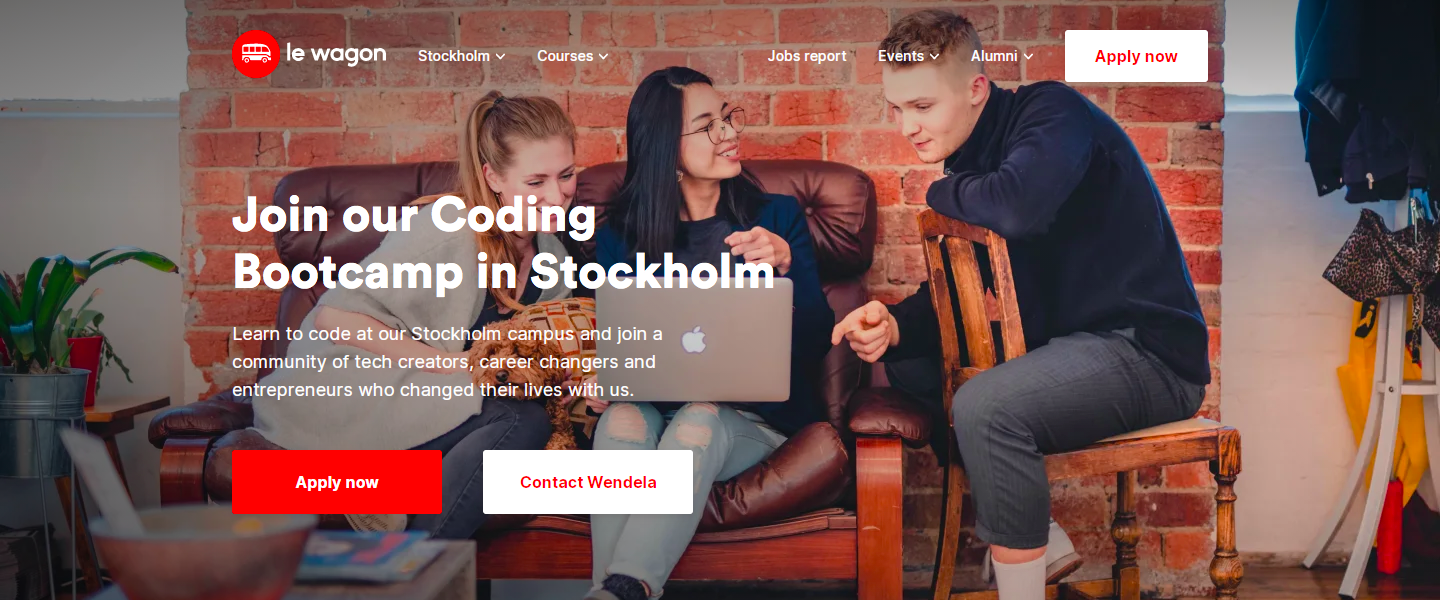 le wagon
Stockholm
Courses
Jobs report
Events
Alumni
Apply now
Join our Coding
Bootcamp in Stockholm
Learn to code at our Stockholm campus and join a
community of tech creators, career changers and
entrepreneurs who changed their lives with us.
Apply now
Contact Wendela